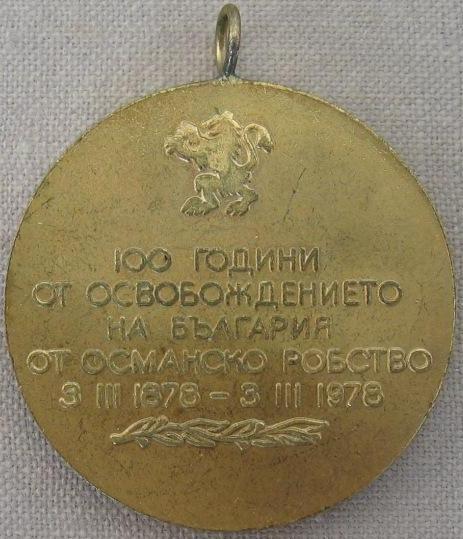 100 ГОДИНИ
ОТ ОСВОБОЖДЕНИЕТО
НА БЪЛГАРИЯ
ОТ ОСМАНСКО РОБСТВО
3 III 1878 – 3 III 1978